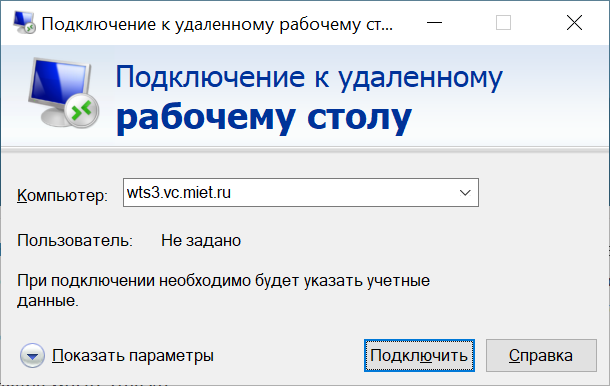 Подключение к удаленному рабочему ст...
Подключение к удаленному
рабочему столу
Компьютер: wts3.vc.miet.ru
Пользователь: Не задано
При подключении необходимо будет указать учетные
данные.
Показать параметры Подключить Справка